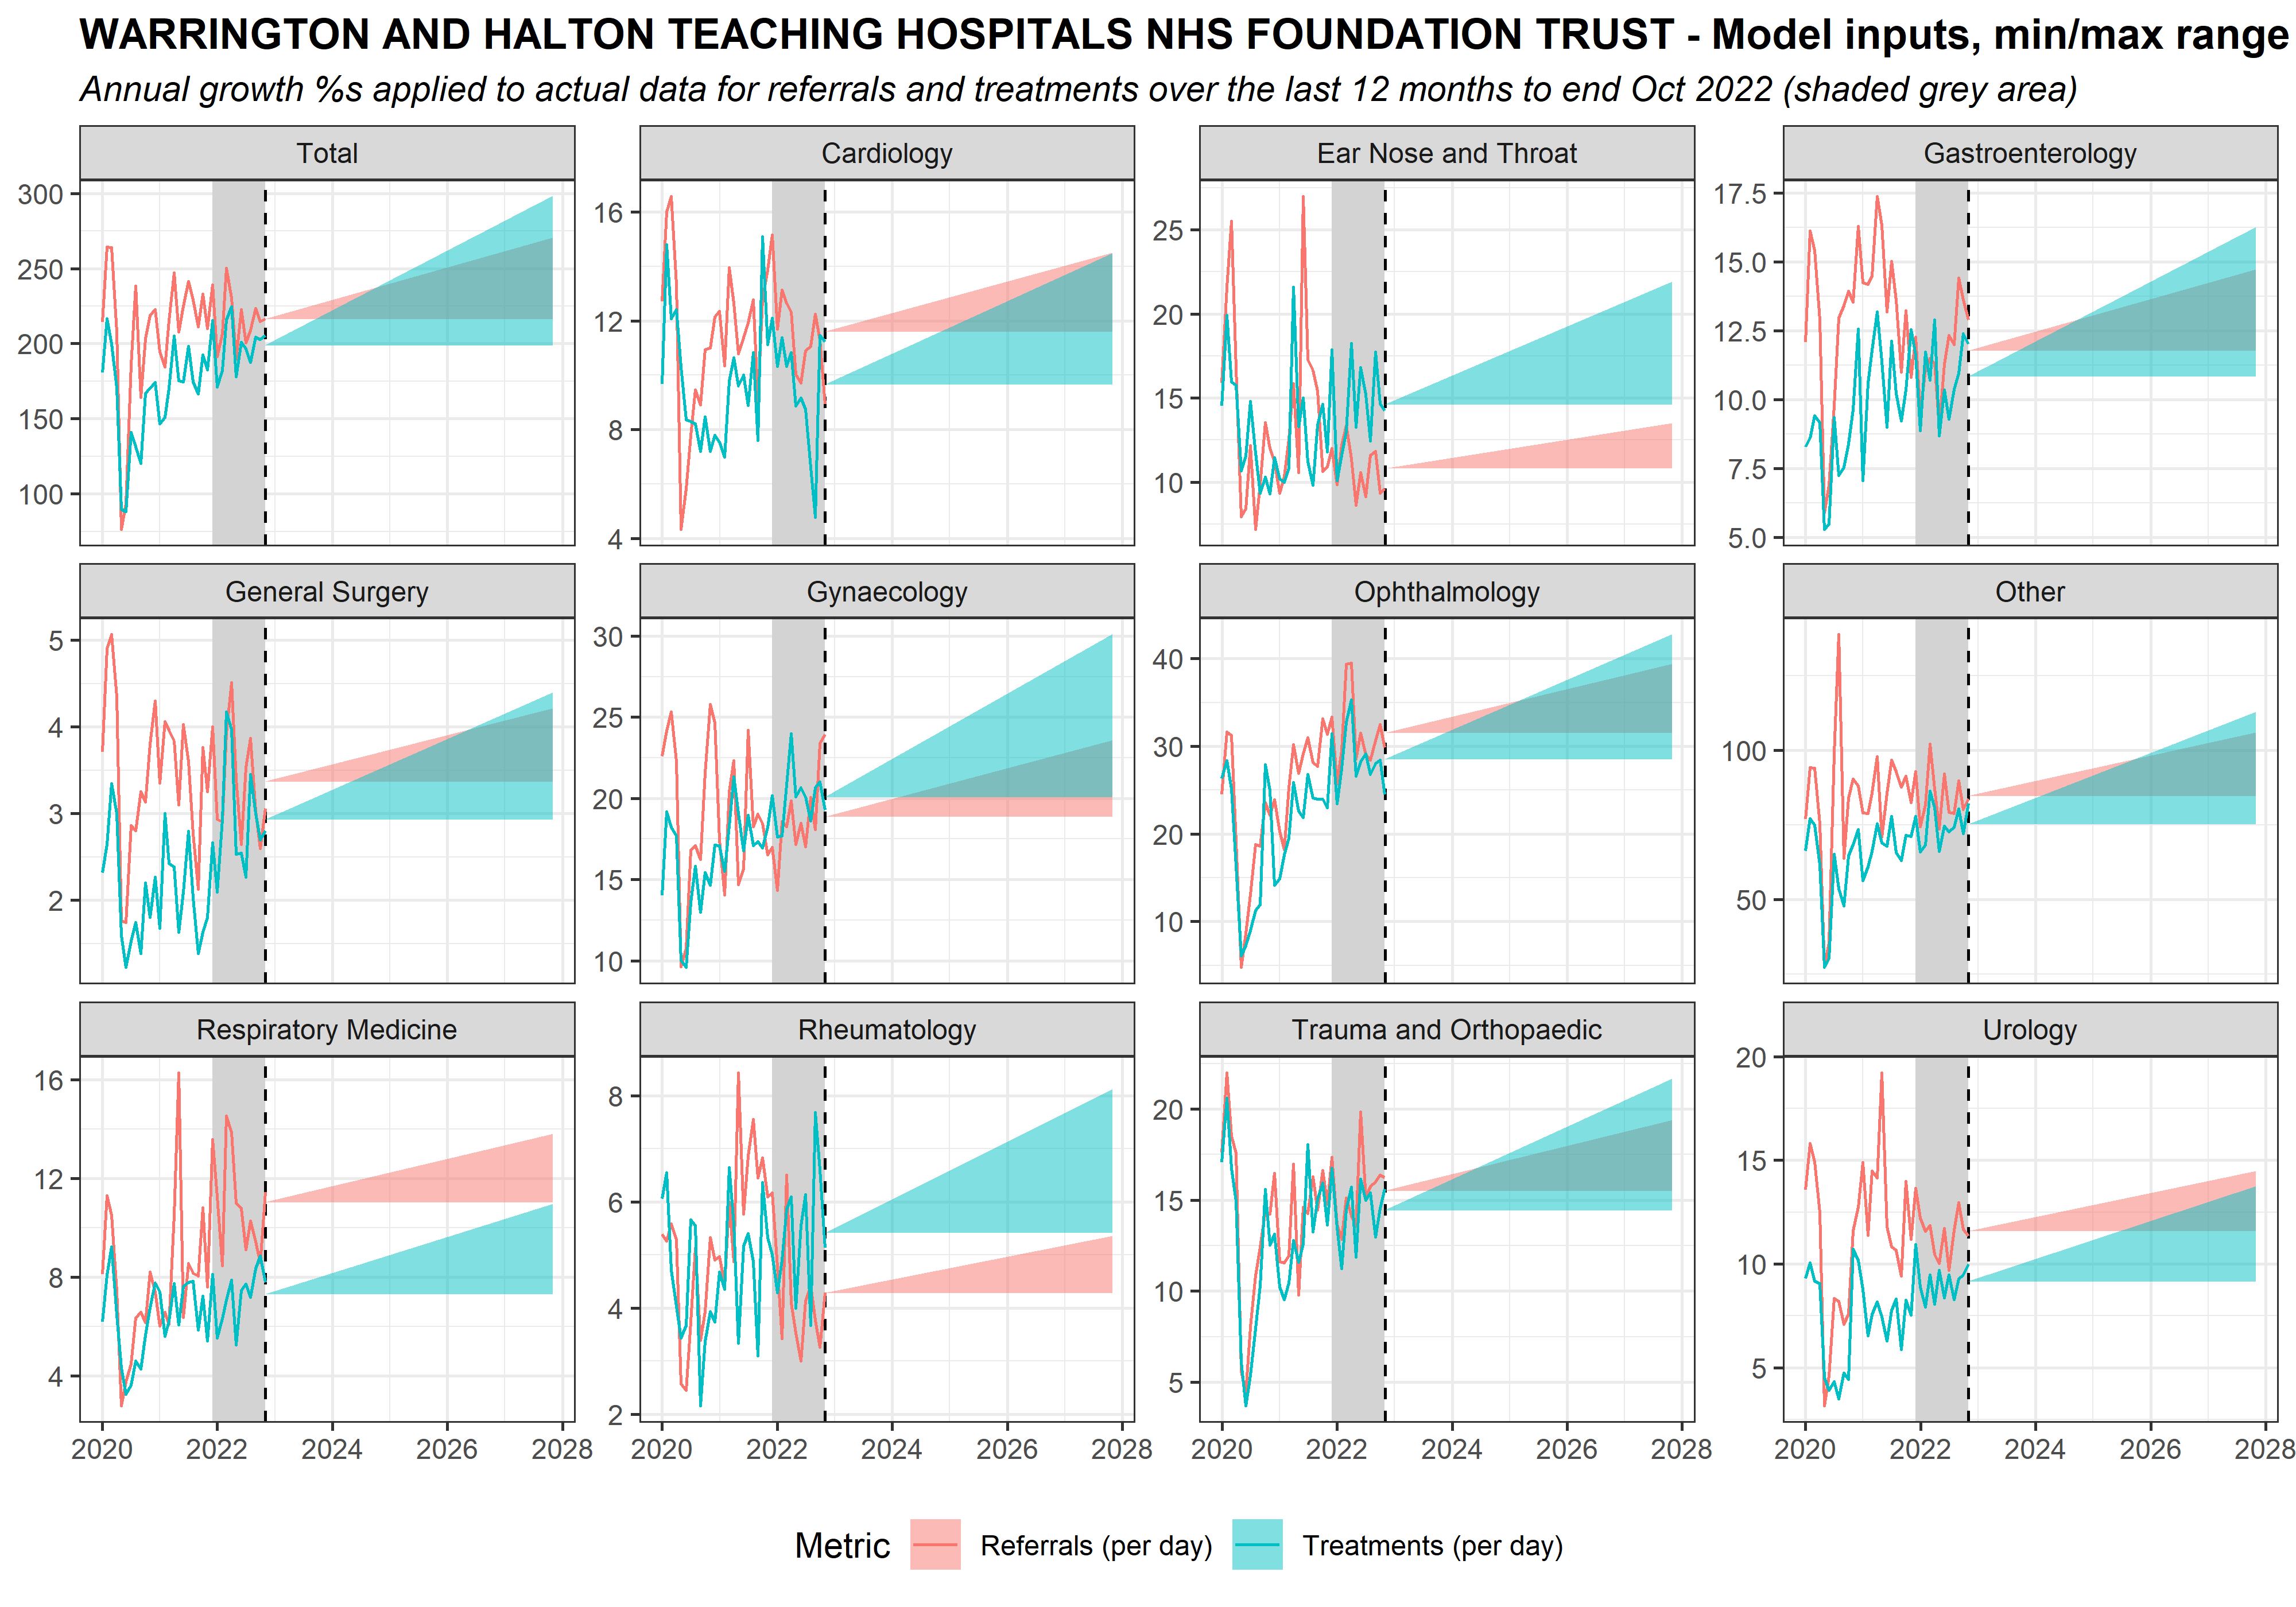 WARRINGTON AND HALTON TEACHING HOSPITALS NHS FOUNDATION TRUST - Model inputs, min/max range
Annual growth %s applied to actual data for referrals and treatments over the last 12 months to end Oct 2022 (shaded grey area)
Total
Cardiology
Ear Nose and Throat
Gastroenterology
300
250
200
150
100
16
12
8
4
25
20
15
10
17.5
15.0
12.5
10.0
7.5
5.0
General Surgery
Gynaecology
Ophthalmology
Other
5
4
3
2
30
25
20
15
10
40
30
20
10
100
50
Respiratory Medicine
Rheumatology
Trauma and Orthopaedic
Urology
16
12
8
4
8
6
4
2
20
15
10
5
20
15
10
5
2020 2022 2024 2026 2028
2020 2022 2024 2026 2028
2020 2022 2024 2026 2028
2020 2022 2024 2026 2028
Metric Referrals (per day) Treatments (per day)